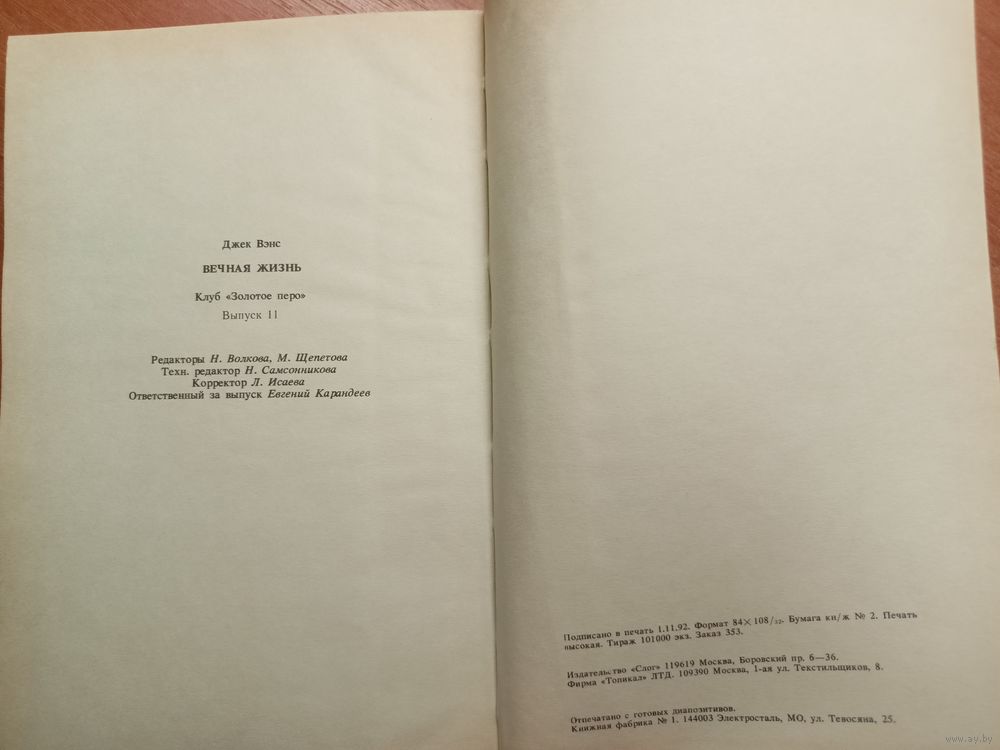 Джек Вэнс
ВЕЧНАЯ ЖИЗНЬ
Клуб «Золотое перо»
Выпуск 11
Редакторы Н. Волкова, М. Щепетова
Техн. редактор Н. Самсонникова
Корректор Л. Исаева
Ответственный за выпуск Евгений Карандеев
Подписано в печать 1.11.92. Формат 84×108/32. Бумага кн/ж № 2. Печать
высокая. Тираж 101000 экз. Заказ 353.
Издательство «Слог» 119619 Москва, Боровский пр. 6—36.
Фирма «Топикал» ЛТД. 109390 Москва, 1-ая ул. Текстильщиков, 8.
Отпечатано с готовых диапозитивов.
Книжная фабрика № 1. 144003 Электросталь, МО, ул. Тевосяна, 25.
www.ay.by